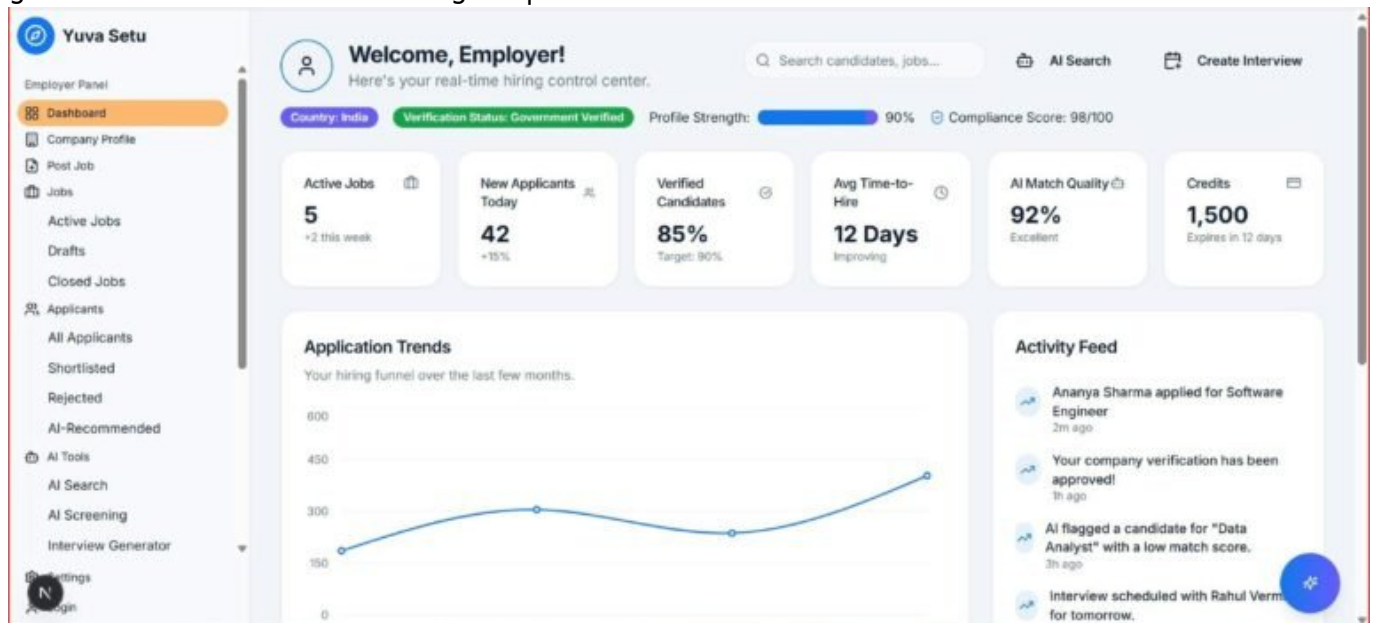 Yuva Setu
Employer Panel
Dashboard
Company Profile
Post Job
Jobs
Active Jobs
Drafts
Closed Jobs
Applicants
All Applicants
Shortlisted
Rejected
AI-Recommended
AI Tools
AI Search
AI Screening
Interview Generator
N
Welcome, Employer!
Here's your real-time hiring control center.
Search candidates, jobs...
AI Search
Create Interview
Country: India
Verification Status: Government Verified
Profile Strength:
90%
Compliance Score: 98/100
Active Jobs
5
+2 this week
New Applicants
Today
42
+15%
Verified
Candidates
85%
Target: 90%
Avg Time-to-
Hire
12 Days
Improving
AI Match Quality
92%
Excellent
Credits
1,500
Expires in 12 days
Application Trends
Your hiring funnel over the last few months.
600
450
300
150
0
Activity Feed
Ananya Sharma applied for Software
Engineer
2m ago
Your company verification has been
approved!
1h ago
AI flagged a candidate for "Data
Analyst" with a low match score.
3h ago
Interview scheduled with Rahul
for tomorrow.